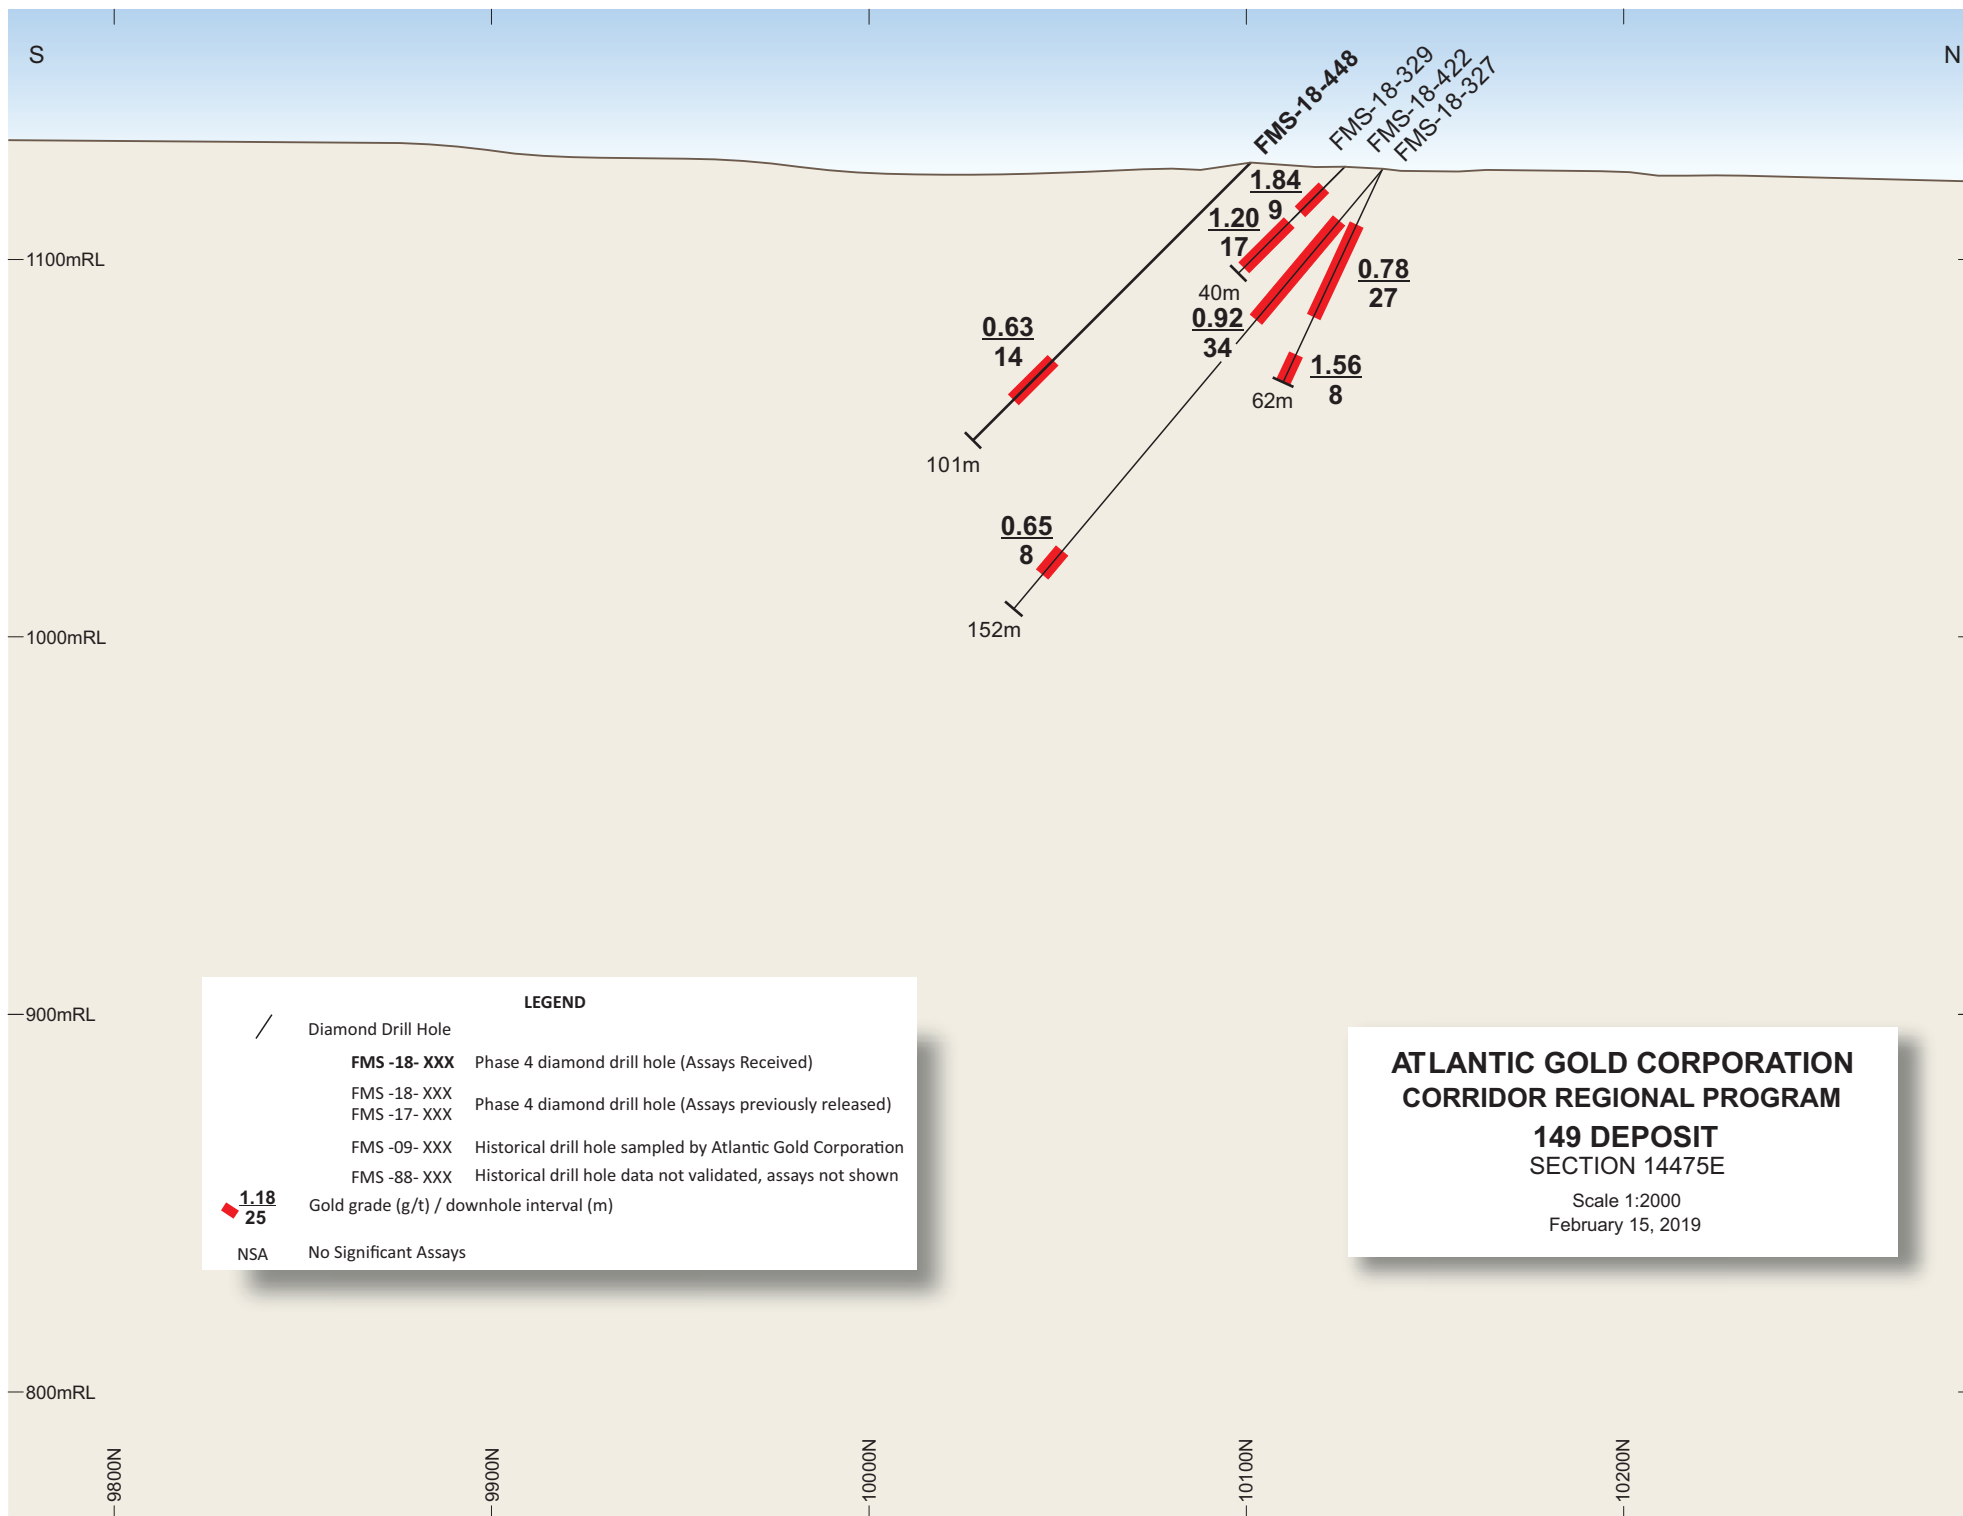 S
N
FMS-18-448
FMS-18-329
FMS-18-422
FMS-18-327
1.84
9
1.20
17
40m
0.92
34
0.78
27
1.56
8
62m
0.63
14
101m
0.65
8
152m
1100mRL
1000mRL
900mRL
800mRL
LEGEND
Diamond Drill Hole
FMS -18- XXX Phase 4 diamond drill hole (Assays Received)
FMS -18- XXX
FMS -17- XXX Phase 4 diamond drill hole (Assays previously released)
FMS -09- XXX Historical drill hole sampled by Atlantic Gold Corporation
FMS -88- XXX Historical drill hole data not validated, assays not shown
1.18
25
Gold grade (g/t) / downhole interval (m)
NSA No Significant Assays
ATLANTIC GOLD CORPORATION
CORRIDOR REGIONAL PROGRAM
149 DEPOSIT
SECTION 14475E
Scale 1:2000
February 15, 2019
9800N
9900N
10000N
10100N
10200N